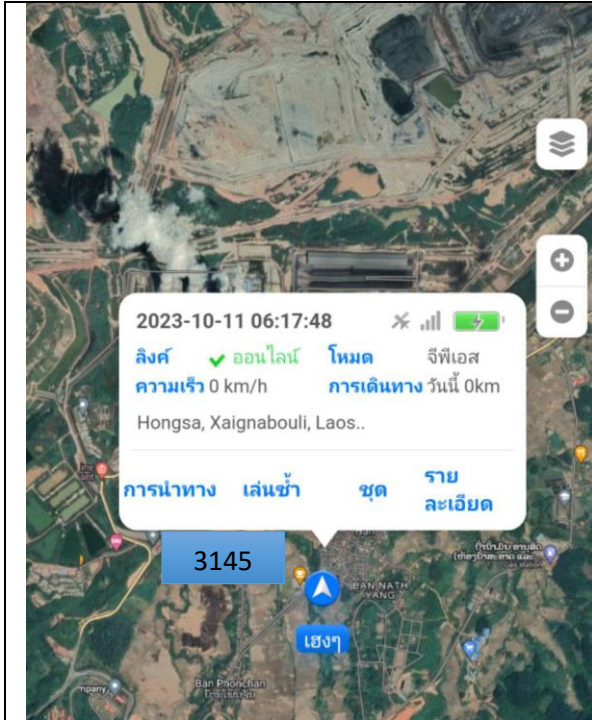 2023-10-11 06:17:48
ลิงค์ ออนไลน์ โหมด จีพีเอส
ความเร็ว 0 km/h การเดินทาง วันนี้ 0km
Hongsa, Xaignabouli, Laos..
การนำทาง เล่นซ้ำ ชุด ราย
ละเอียด
3145
Gas station
BAN NATH
YANG
เฮงๆ
Ban Phonchan
mpany